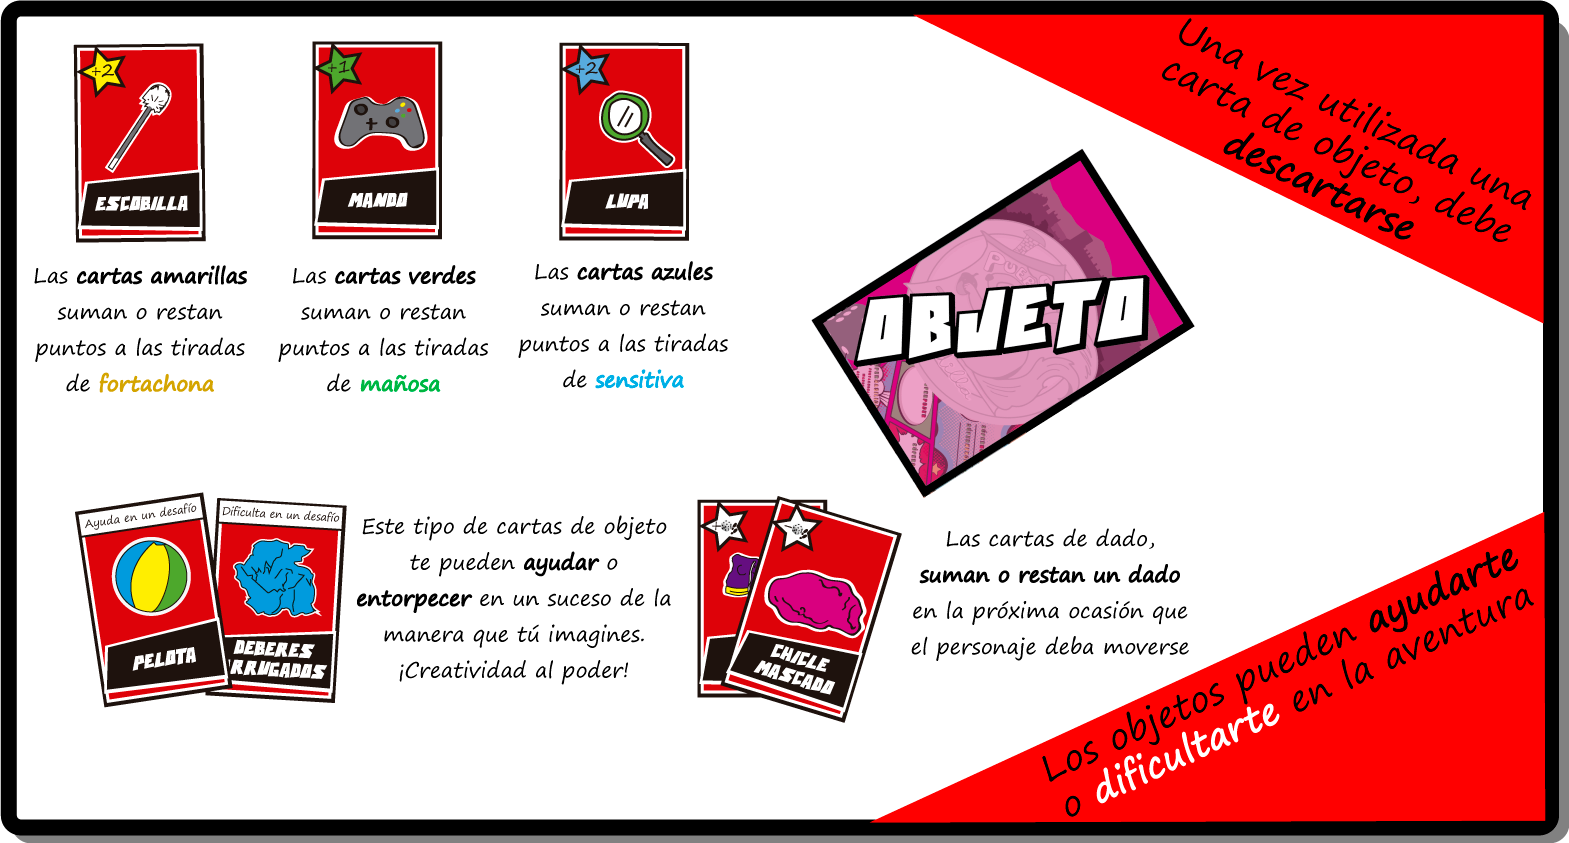 +2
ESCOBILLA
Las cartas amarillas
suman o restan
puntos a las tiradas
de fortachona
+1
MANDO
Las cartas verdes
suman o restan
puntos a las tiradas
de mañosa
+2
LUPA
Las cartas azules
suman o restan
puntos a las tiradas
de sensitiva
Una vez utilizada una
carta de objeto, debe
descartarse
OBJETO
Ayuda en un desafío
PELOTA
Dificulta en un desafío
DEBERES
ARRUGADOS
Este tipo de cartas de objeto
te pueden ayudar o
entorpecer en un suceso de la
manera que tú imagines.
¡Creatividad al poder!
CHICLE
MASCADO
Las cartas de dado,
suman o restan un dado
en la próxima ocasión que
el personaje deba moverse
Los objetos pueden ayudarte
o dificultarte en la aventura